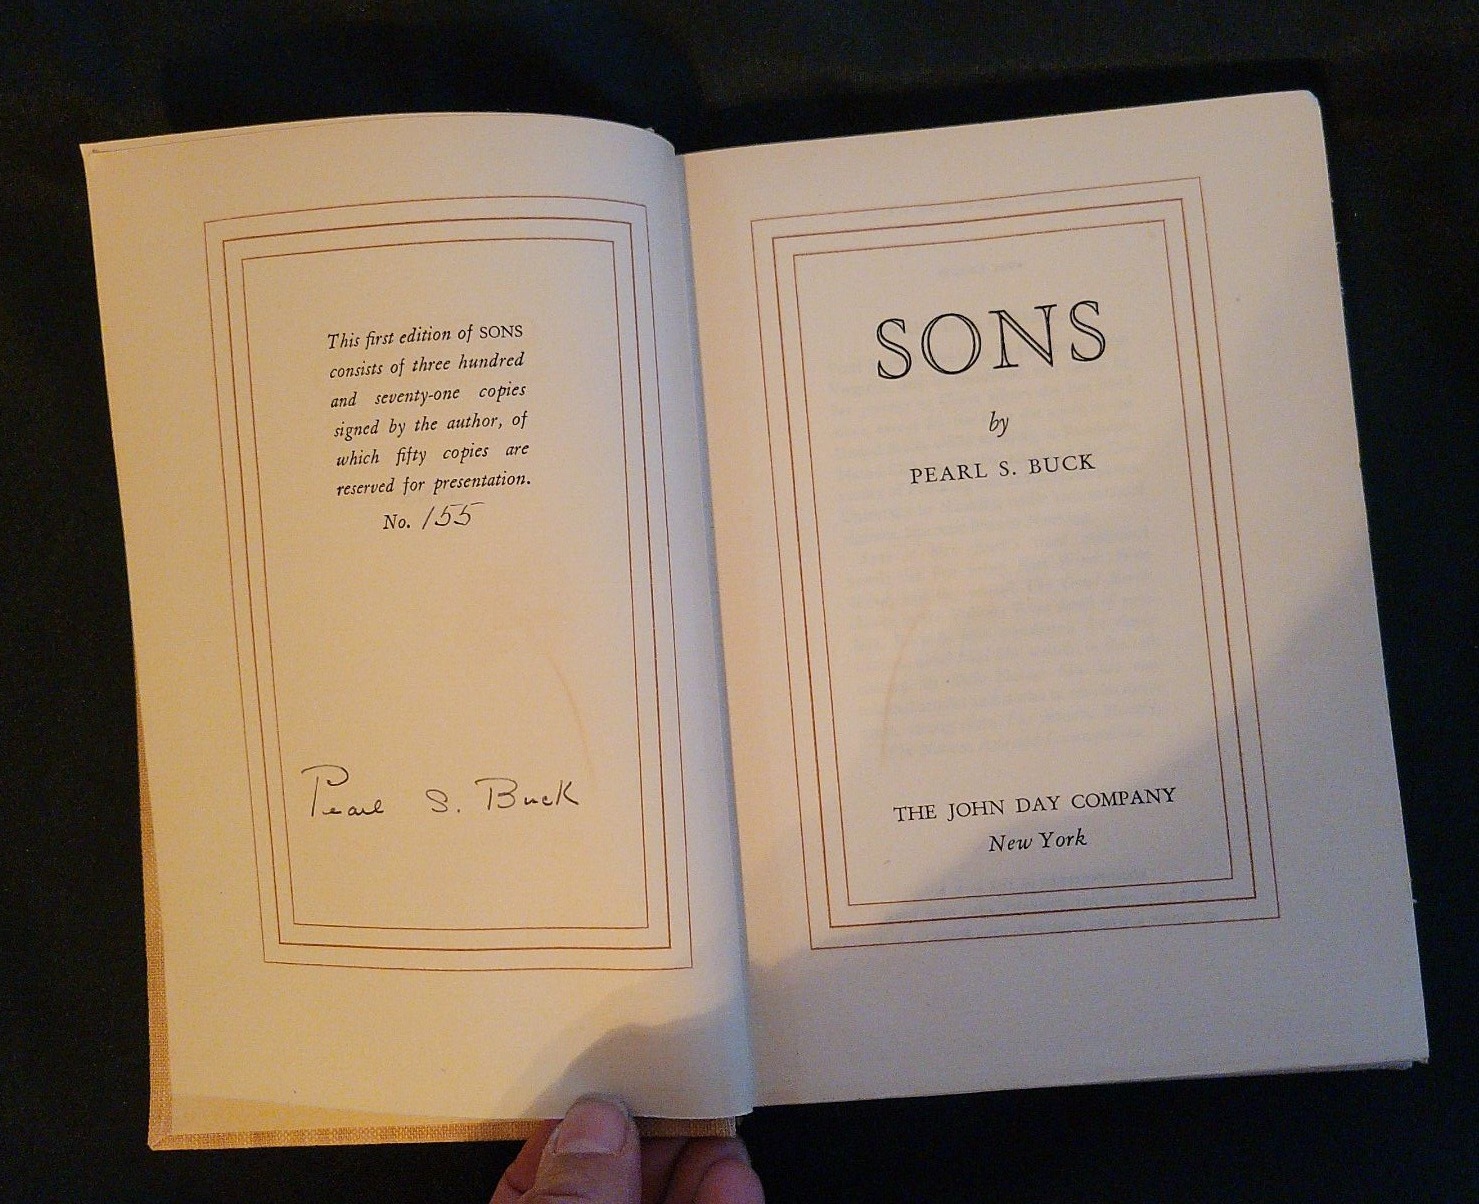 This first edition of SONS
consists of three hundred
and seventy-one copies
signed by the author, of
which fifty copies are
reserved for presentation.
No. 155
Pearl S. Buck
SONS
by
PEARL S. BUCK
THE JOHN DAY COMPANY
New York